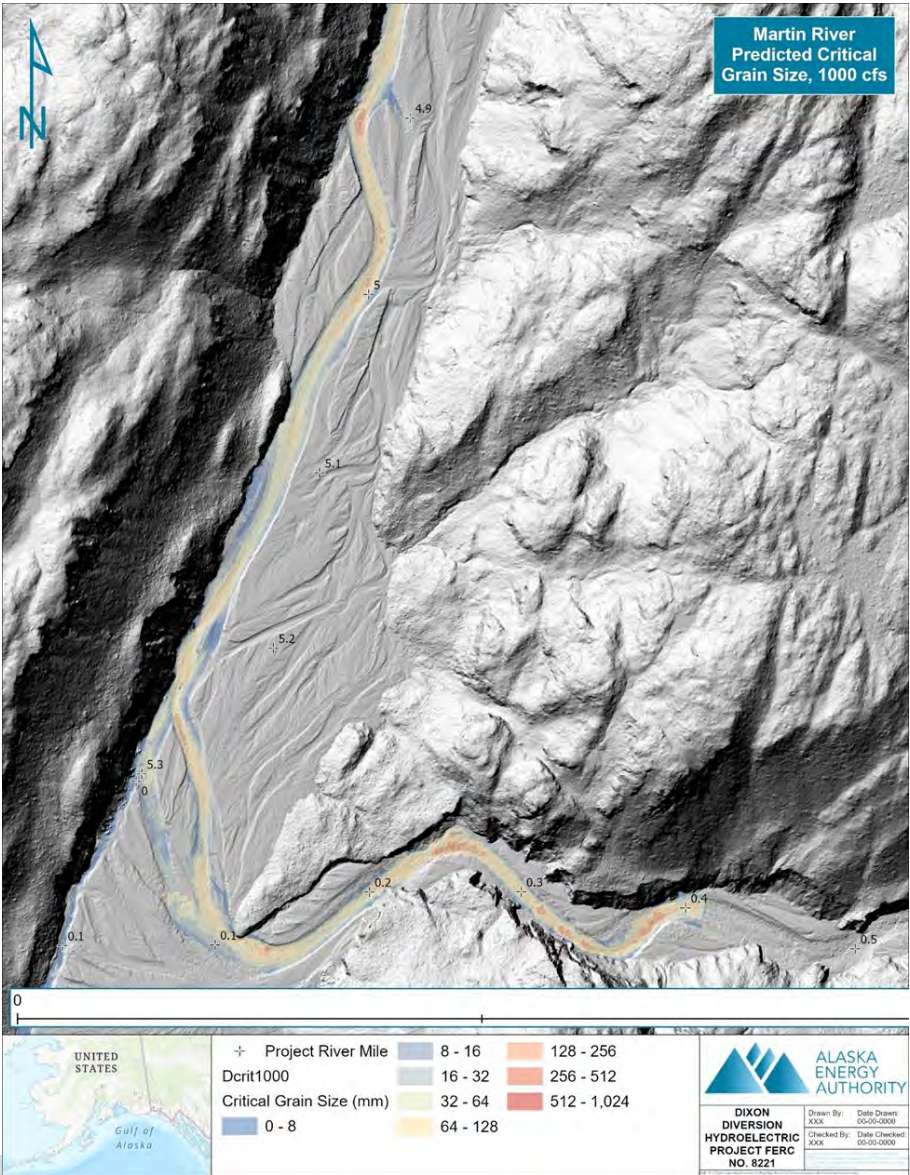 Martin River
Predicted Critical
Grain Size, 1000 cfs
N
4.9
5
5.1
5.2
5.3
0
0.2
0.3
0.4
0.1
0.1
0.5
0
UNITED
STATES
Gulf of
Alaska
Project River Mile
Dcrit1000
Critical Grain Size (mm)
0 - 8
8 - 16
16 - 32
32 - 64
64 - 128
128 - 256
256 - 512
512 - 1,024
ALASKA
ENERGY
AUTHORITY
DIXON
DIVERSION
HYDROELECTRIC
PROJECT FERC
NO. 8221
Drawn By:
XXX
Date Drawn:
00-00-0000
Checked By:
XXX
Date Checked:
00-00-0000